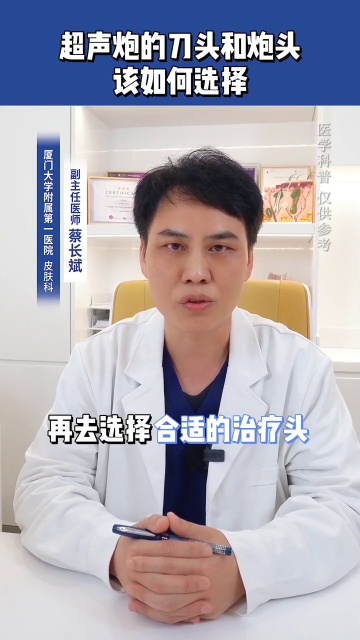 超声炮的刀头和炮头
该如何选择
医学科普 仅供参考
副主任医师 蔡长斌
厦门大学附属第一医院 皮肤科
再去选择合适的治疗头